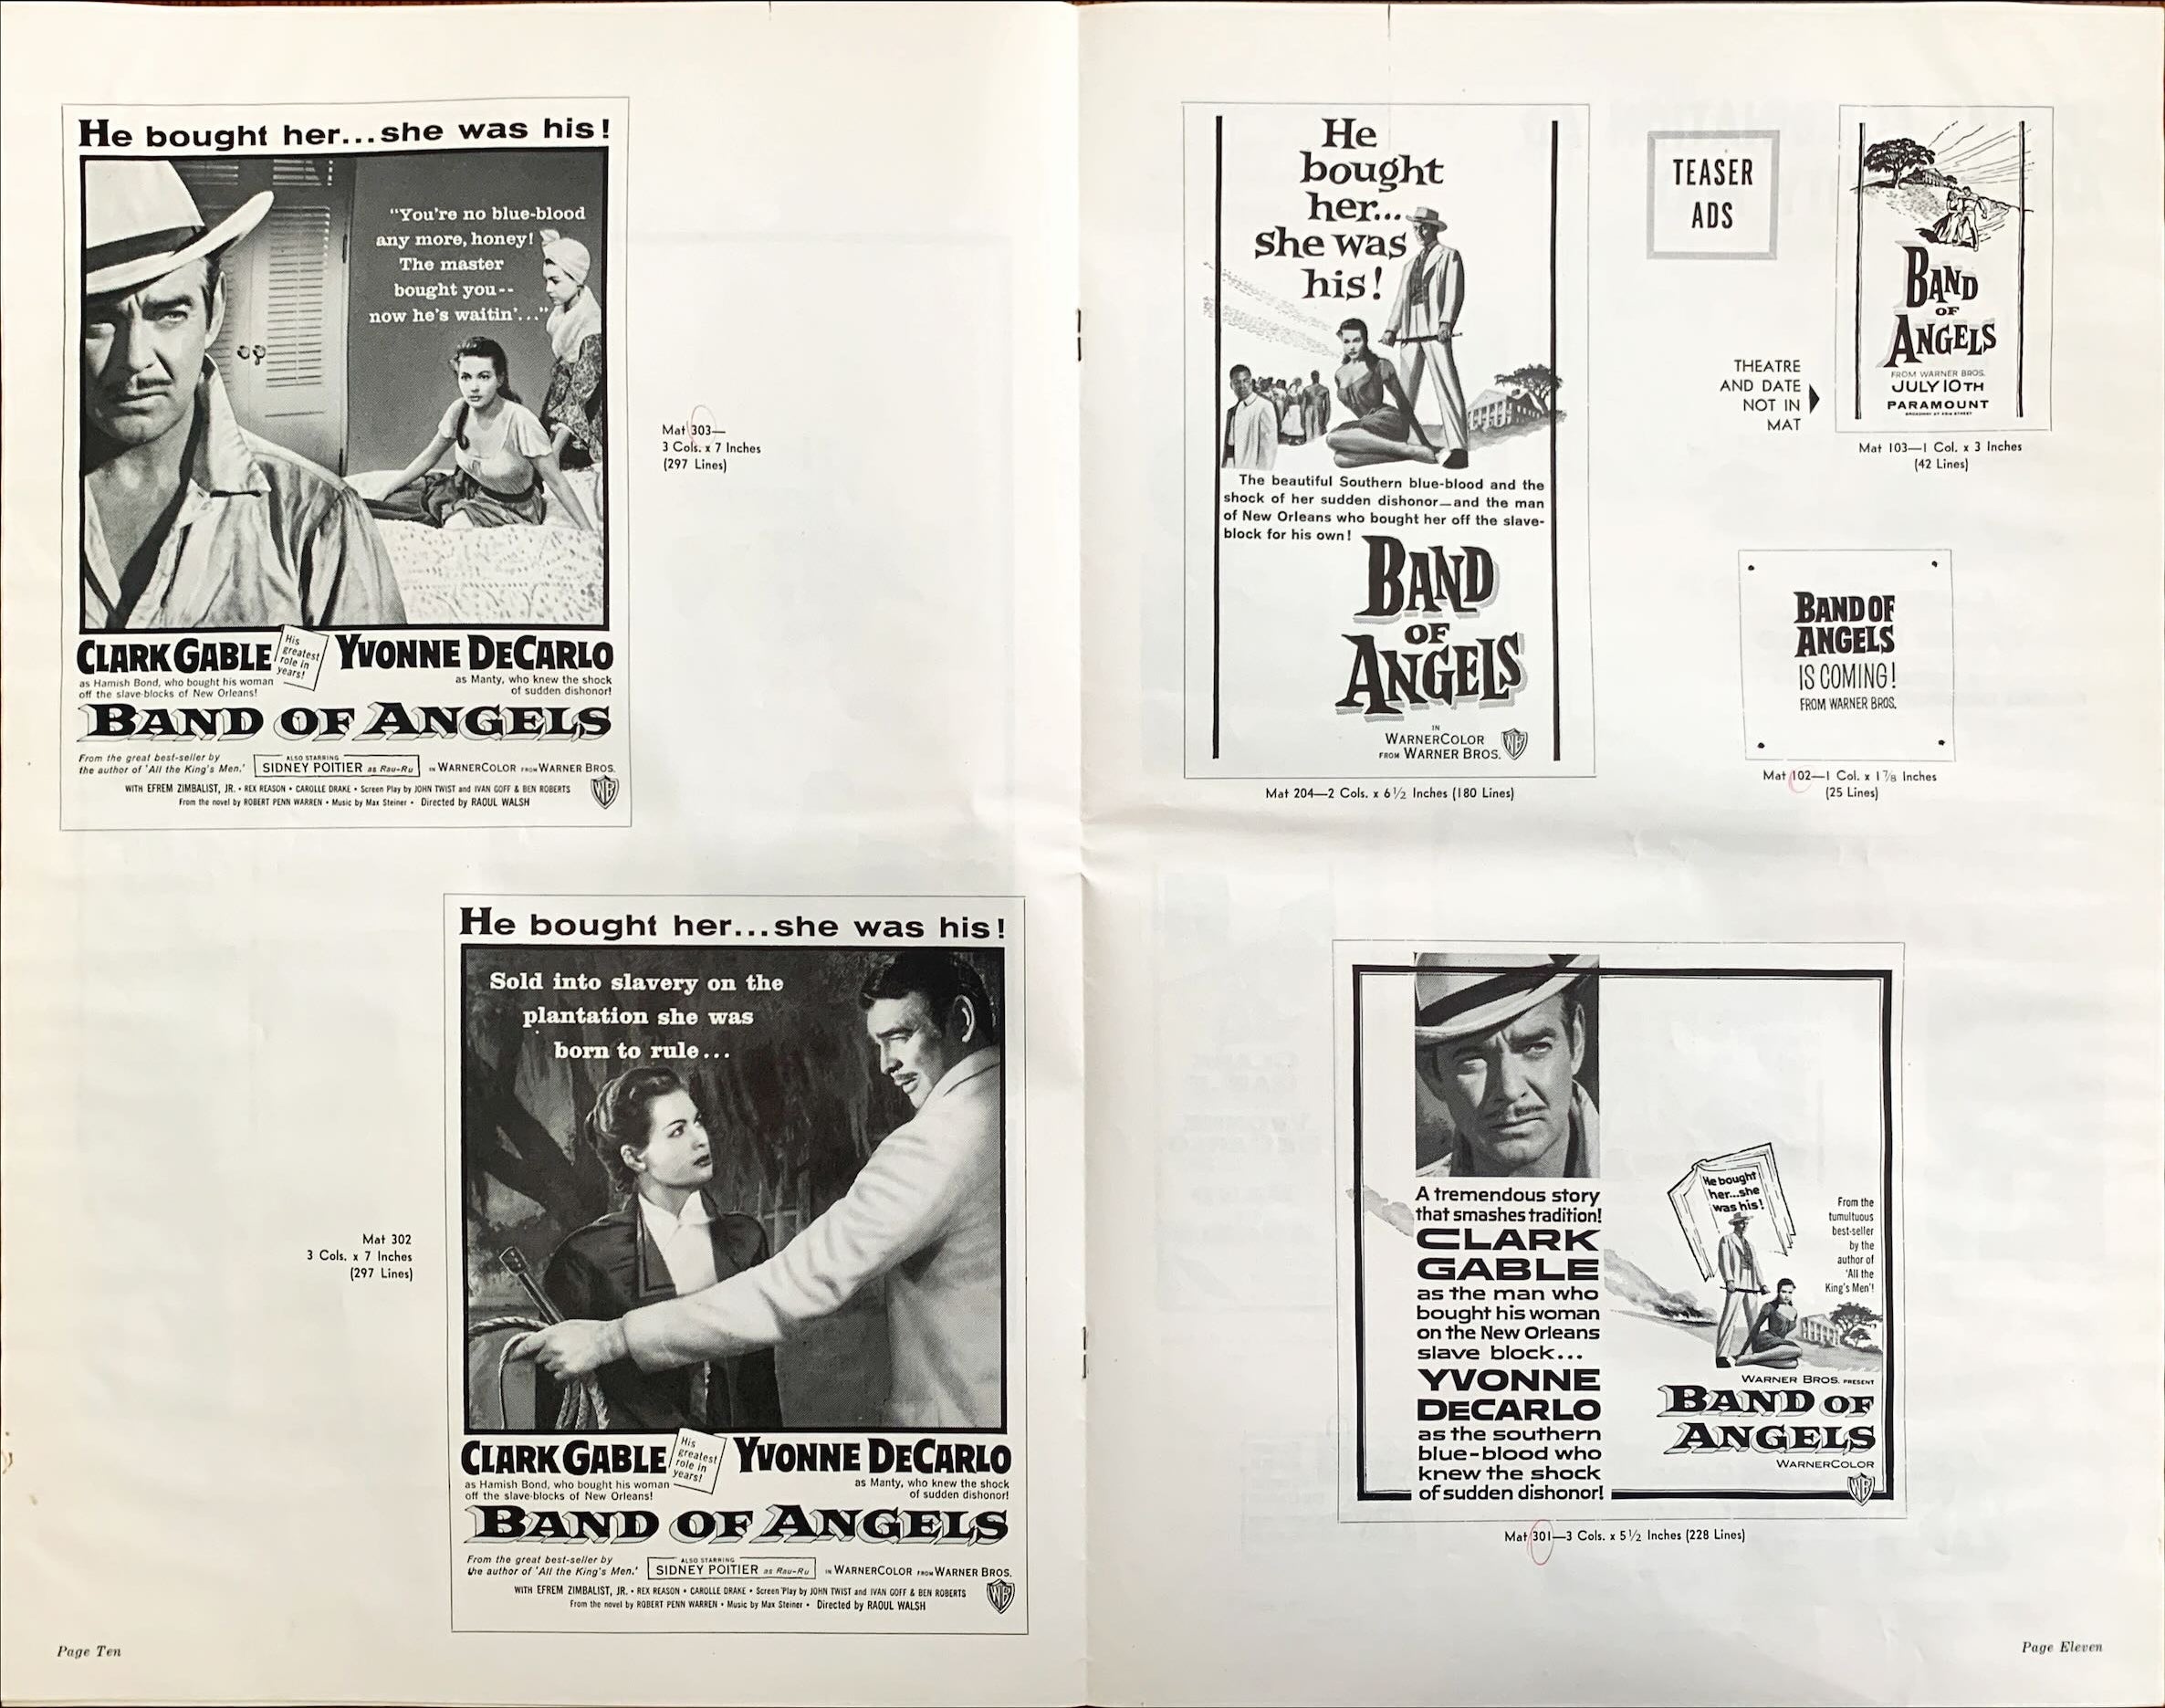 He bought her...she was his!
"You're no blue-blood
any more, honey!
The master
bought you--
now he's waitin'..."
CLARK GABLE
His
greatest
role in
years!
YVONNE DECARLO
as Hamish Bond, who bought his woman
off the slave-blocks of New Orleans!
as Manty, who knew the shock
of sudden dishonor!
BAND OF ANGELS
From the great best-seller by
the author of 'All the King's Men.'
ALSO STARRING
SIDNEY POITIER as Rau-Ru
IN WARNERCOLOR FROM WARNER BROS.
WITH EFREM ZIMBALIST, JR. • REX REASON • CAROLLE DRAKE • Screen Play by JOHN TWIST and IVAN GOFF & BEN ROBERTS
From the novel by ROBERT PENN WARREN • Music by Max Steiner • Directed by RAOUL WALSH
WB
Mat 303—
3 Cols. x 7 Inches
(297 Lines)
He bought her...she was his!
Sold into slavery on the
plantation she was
born to rule...
Mat 302
3 Cols. x 7 Inches
(297 Lines)
CLARK GABLE
His
greatest
role in
years!
YVONNE DECARLO
as Hamish Bond, who bought his woman
off the slave-blocks of New Orleans!
as Manty, who knew the shock
of sudden dishonor!
BAND OF ANGELS
From the great best-seller by
the author of 'All the King's Men.'
ALSO STARRING
SIDNEY POITIER as Rau-Ru
IN WARNERCOLOR FROM WARNER BROS.
WITH EFREM ZIMBALIST, JR. • REX REASON • CAROLLE DRAKE • Screen Play by JOHN TWIST and IVAN GOFF & BEN ROBERTS
From the novel by ROBERT PENN WARREN • Music by Max Steiner • Directed by RAOUL WALSH
WB
Page Ten
He
bought
her...
she was
his!
The beautiful Southern blue-blood and the
shock of her sudden dishonor—and the man
of New Orleans who bought her off the slave-
block for his own!
BAND
OF
ANGELS
IN
WARNERCOLOR
FROM WARNER BROS.
WB
Mat 204—2 Cols. x 6 1/2 Inches (180 Lines)
TEASER
ADS
THEATRE
AND DATE
NOT IN
MAT
BAND
OF
ANGELS
FROM WARNER BROS.
JULY 10TH
PARAMOUNT
Mat 103—1 Col. x 3 Inches
(42 Lines)
BAND OF
ANGELS
IS COMING!
FROM WARNER BROS.
Mat 102—1 Col. x 1 7/8 Inches
(25 Lines)
A tremendous story
that smashes tradition!
CLARK
GABLE
as the man who
bought his woman
on the New Orleans
slave block...
YVONNE
DECARLO
as the southern
blue-blood who
knew the shock
of sudden dishonor!
He bought
her...she
was his!
From the
tumultuous
best-seller
by the
author of
'All the
King's Men'!
WARNER BROS. PRESENT
BAND OF
ANGELS
WARNERCOLOR
WB
Mat 301—3 Cols. x 5 1/2 Inches (228 Lines)
Page Eleven